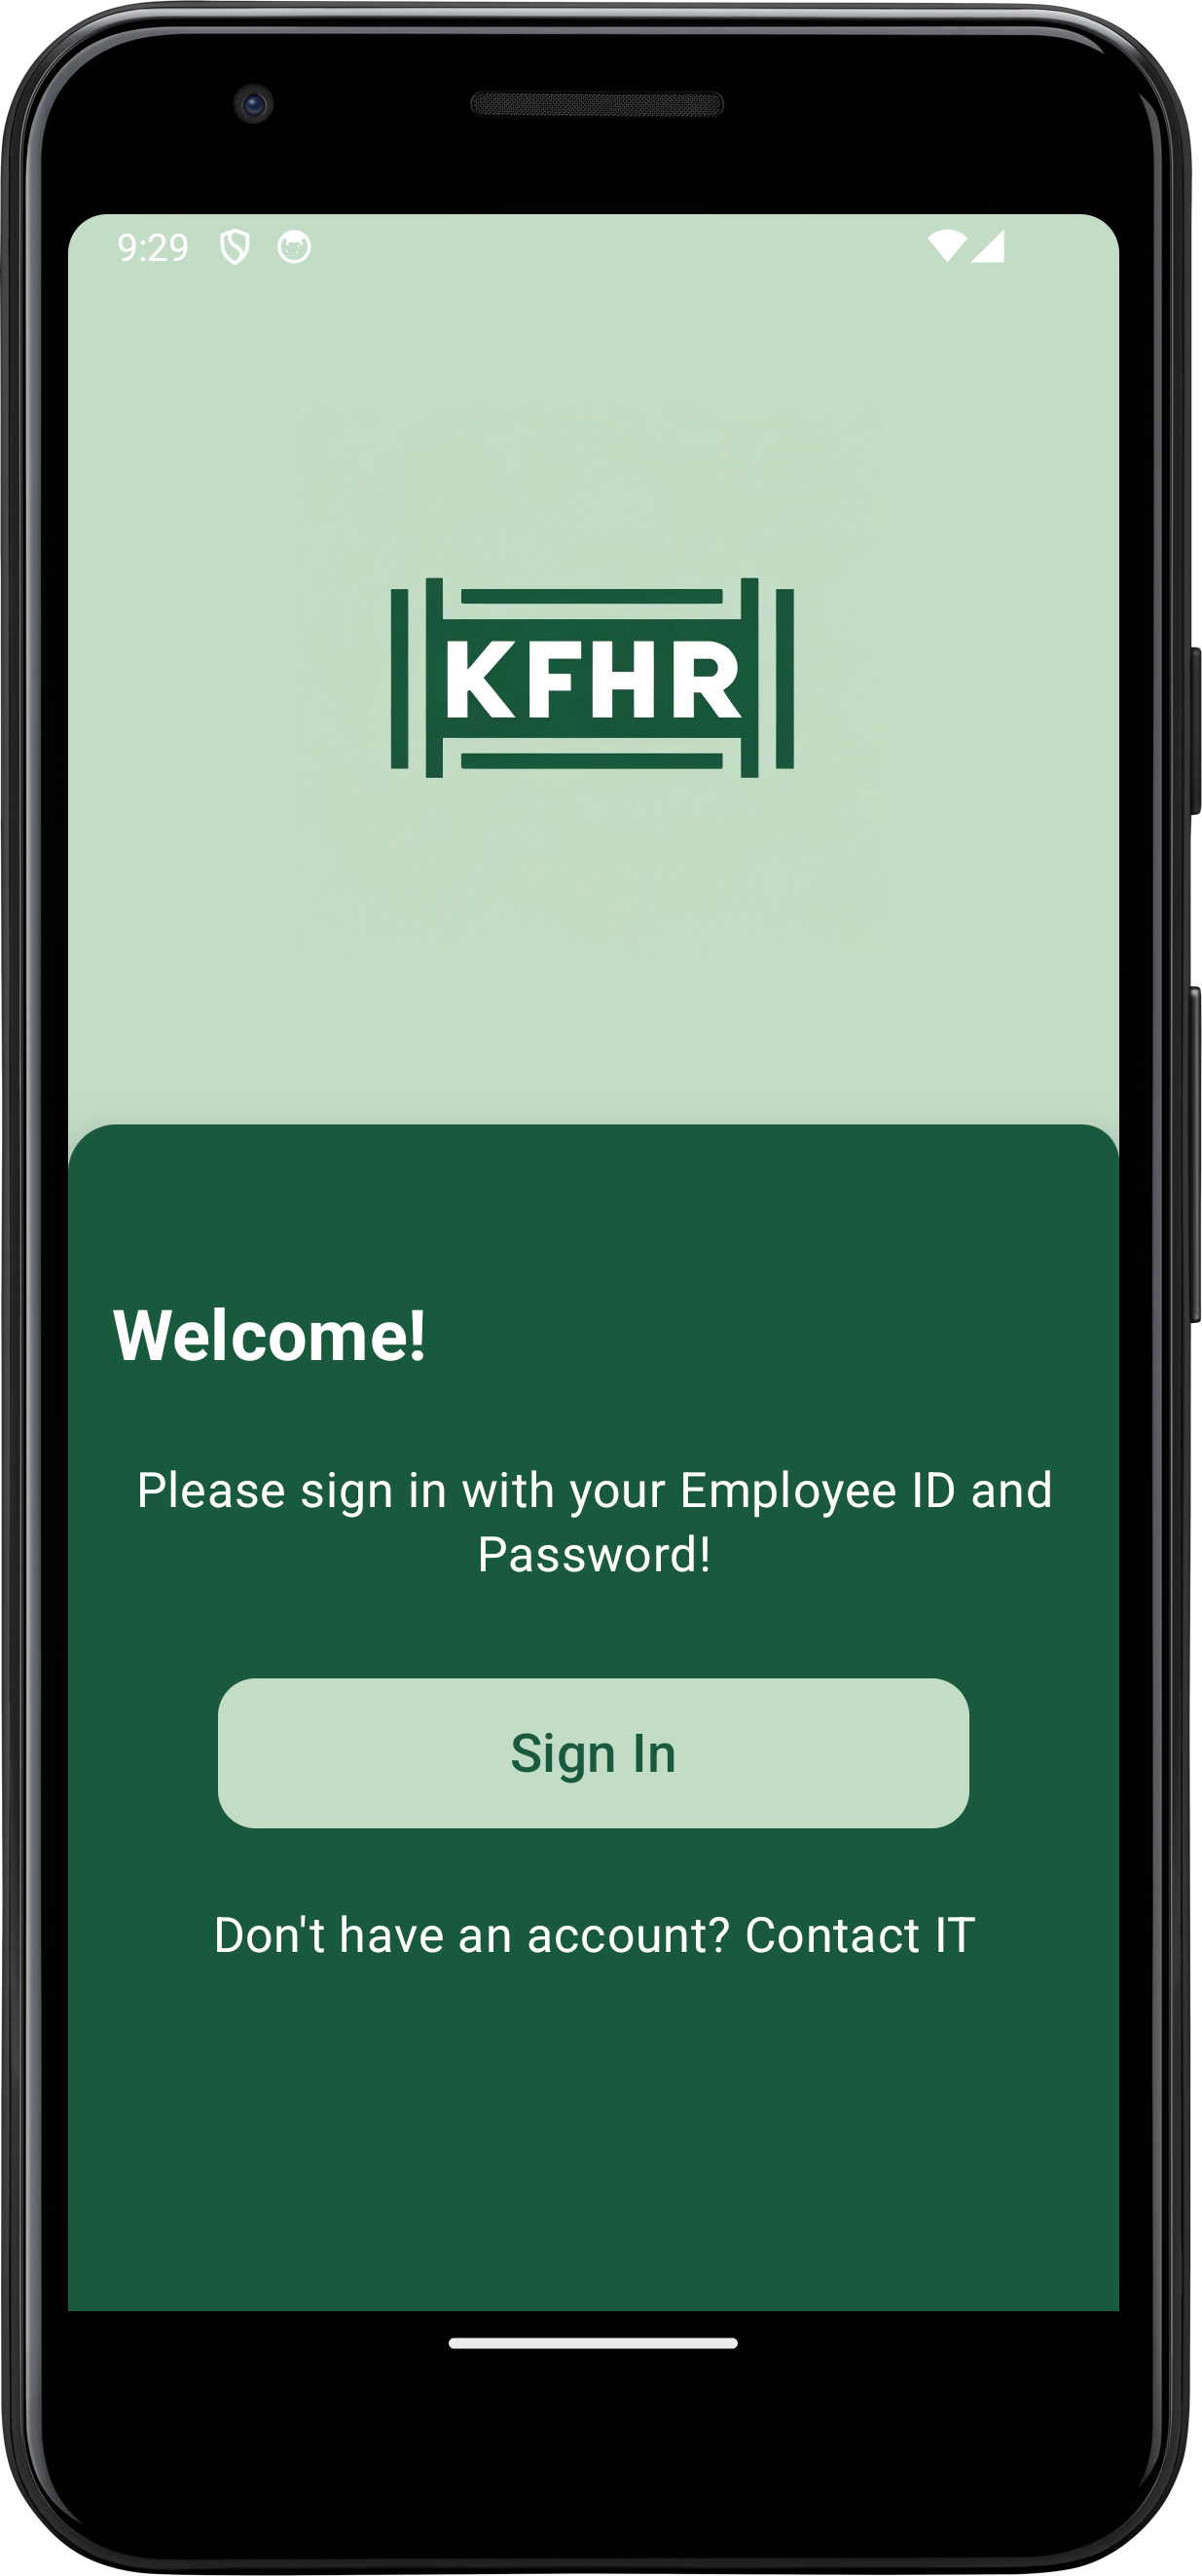 9:29
KFHR
Welcome!
Please sign in with your Employee ID and
Password!
Sign In
Don't have an account? Contact IT